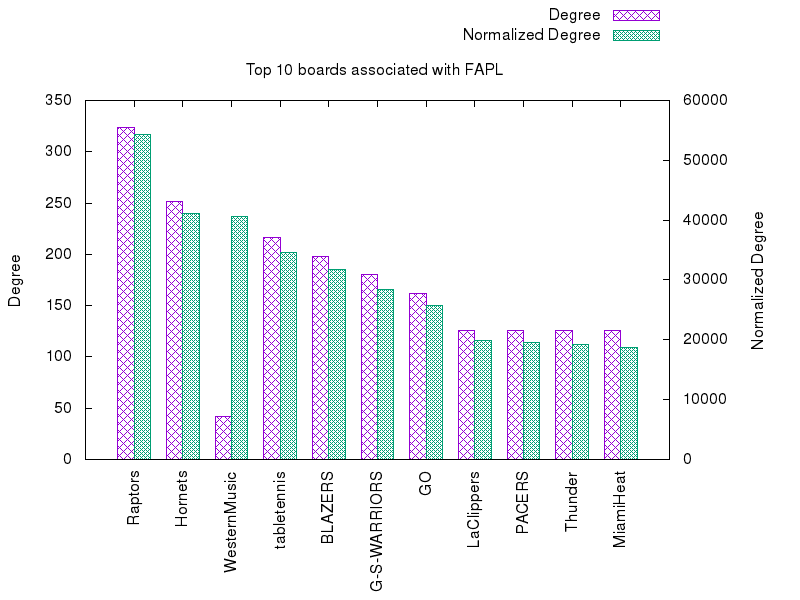 Degree
Normalized Degree
Top 10 boards associated with FAPL
350
300
250
200
150
100
50
0
60000
50000
40000
30000
20000
10000
0
Degree
Normalized Degree
Raptors
Hornets
WesternMusic
tabletennis
BLAZERS
G-S-WARRIORS
GO
LaClippers
PACERS
Thunder
MiamiHeat